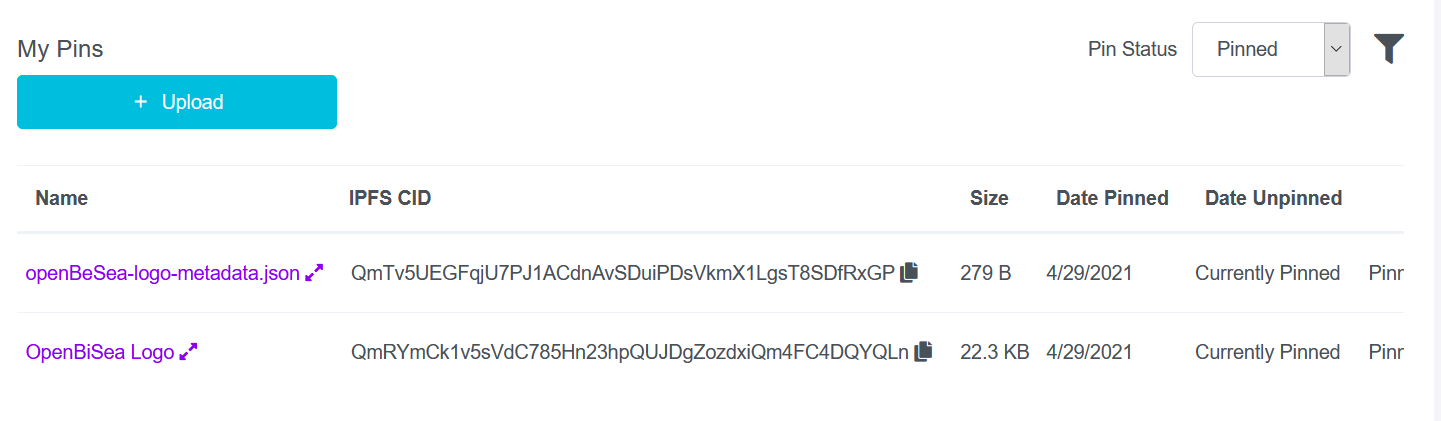 My Pins
Pin Status Pinned
+ Upload
Name IPFS CID Size Date Pinned Date Unpinned
openBeSea-logo-metadata.json QmTv5UEGFqjU7PJ1ACdnAvSDuiPDsVkmX1LgsT8SDfRxGP 279 B 4/29/2021 Currently Pinned Pinr
OpenBiSea Logo QmRYmCk1v5sVdC785Hn23hpQUJDgZozdxiQm4FC4DQYQLn 22.3 KB 4/29/2021 Currently Pinned Pinr